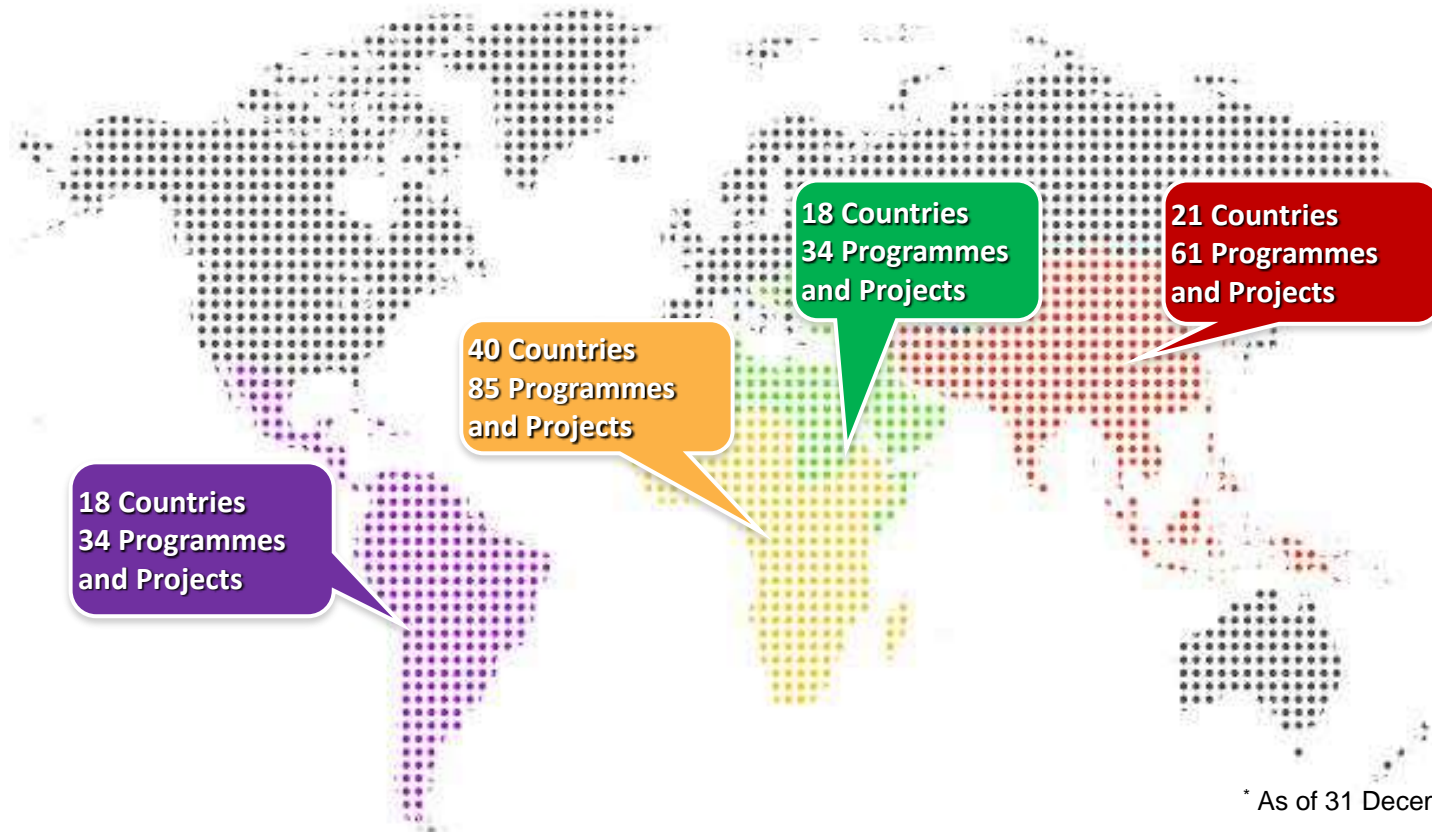 18 Countries
34 Programmes
and Projects
21 Countries
61 Programmes
and Projects
40 Countries
85 Programmes
and Projects
18 Countries
34 Programmes
and Projects
* As of 31 Decem